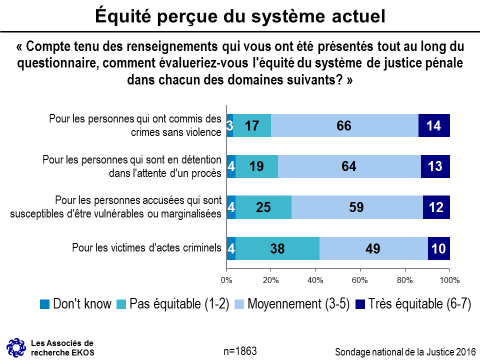 Équité perçue du système actuel
« Compte tenu des renseignements qui vous ont été présentés tout au long du
questionnaire, comment évalueriez-vous l'équité du système de justice pénale
dans chacun des domaines suivants? »
Pour les personnes qui ont commis des
crimes sans violence
3 17 66 14
Pour les personnes qui sont en détention
dans l'attente d'un procès
4 19 64 13
Pour les personnes accusées qui sont
susceptibles d'être vulnérables ou marginalisées
4 25 59 12
Pour les victimes d'actes criminels
4 38 49 10
0% 20% 40% 60% 80% 100%
Don't know Pas équitable (1-2) Moyennement (3-5) Très équitable (6-7)
Les Associés de
recherche EKOS
n=1863
Sondage national de la Justice 2016